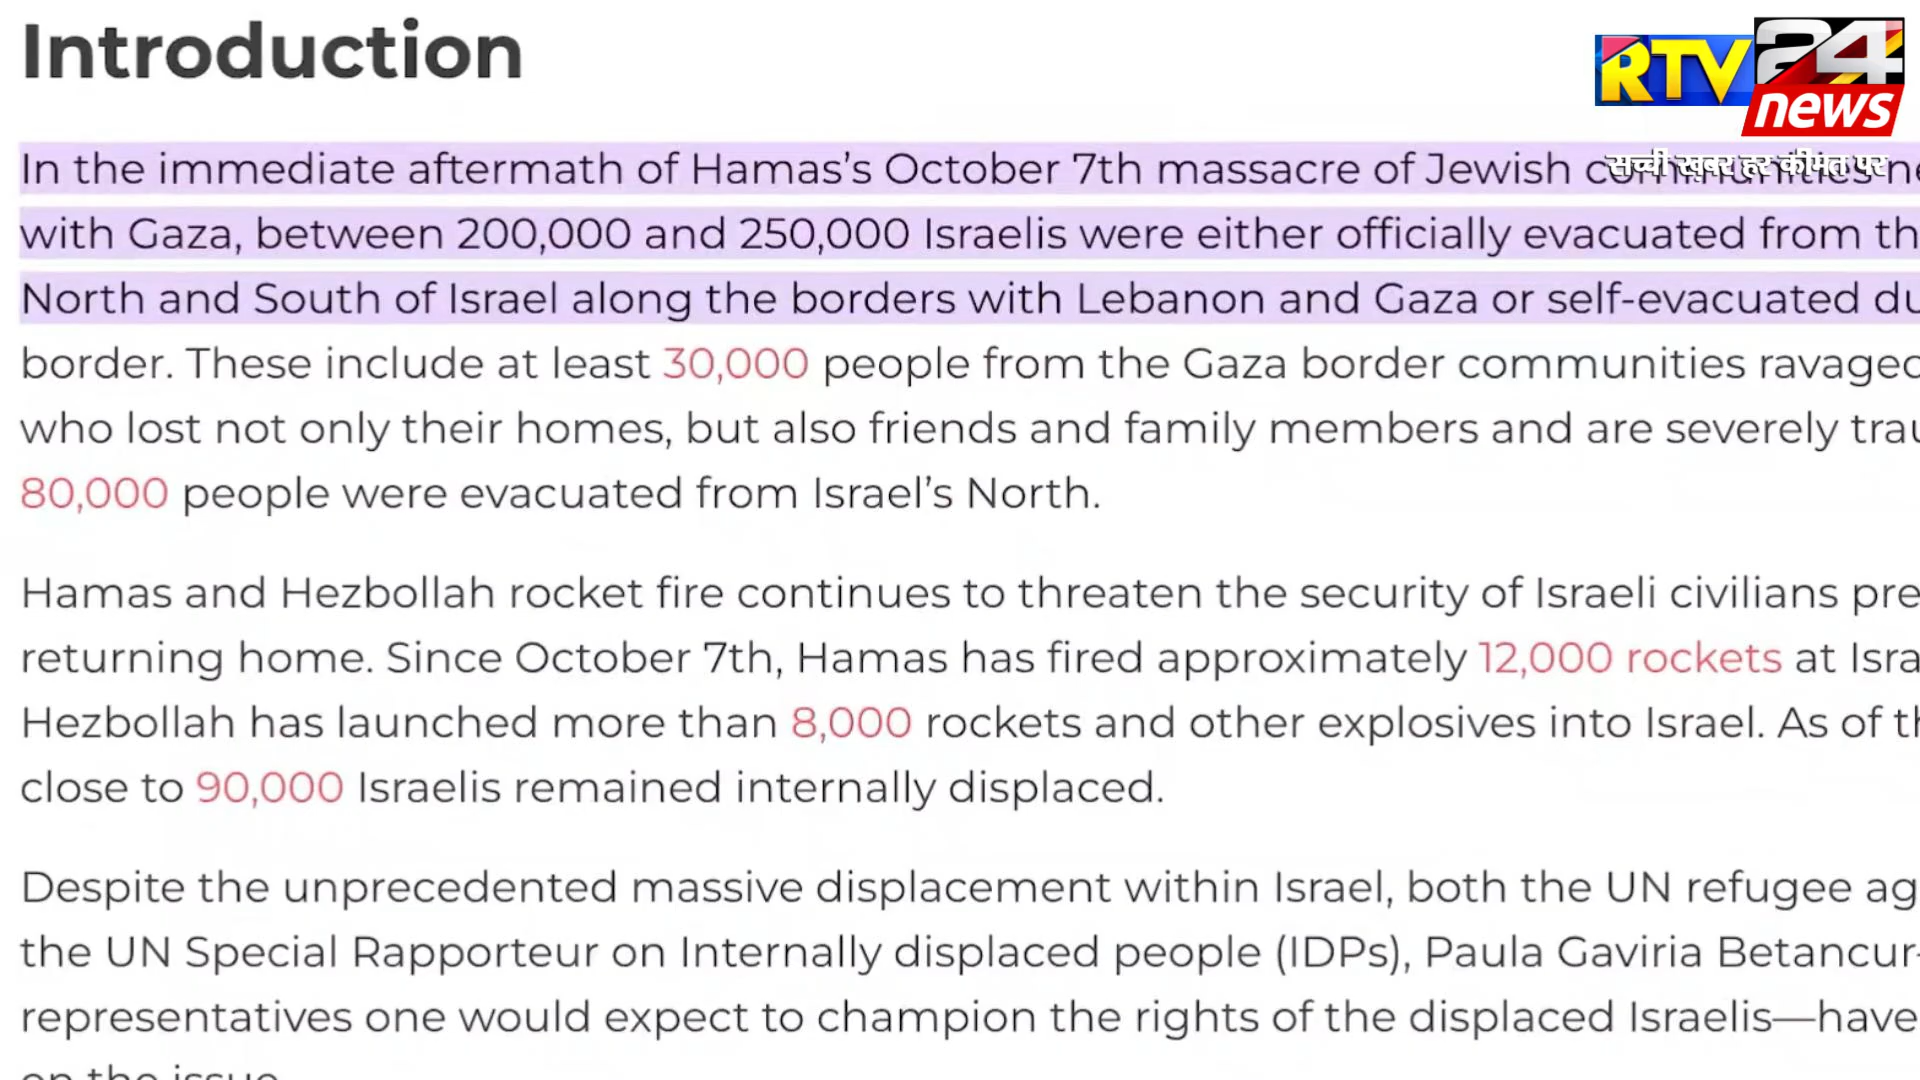 Introduction
RTV 24
news
सच्ची ख़बर हर कीमत पर
In the immediate aftermath of Hamas’s October 7th massacre of Jewish communities
with Gaza, between 200,000 and 250,000 Israelis were either officially evacuated from
North and South of Israel along the borders with Lebanon and Gaza or self-evacuated
border. These include at least 30,000 people from the Gaza border communities ravaged
who lost not only their homes, but also friends and family members and are severely
80,000 people were evacuated from Israel’s North.
Hamas and Hezbollah rocket fire continues to threaten the security of Israeli civilians
returning home. Since October 7th, Hamas has fired approximately 12,000 rockets at
Hezbollah has launched more than 8,000 rockets and other explosives into Israel. As of
close to 90,000 Israelis remained internally displaced.
Despite the unprecedented massive displacement within Israel, both the UN refugee
the UN Special Rapporteur on Internally displaced people (IDPs), Paula Gaviria Betancur
representatives one would expect to champion the rights of the displaced Israelis—have
on the issue